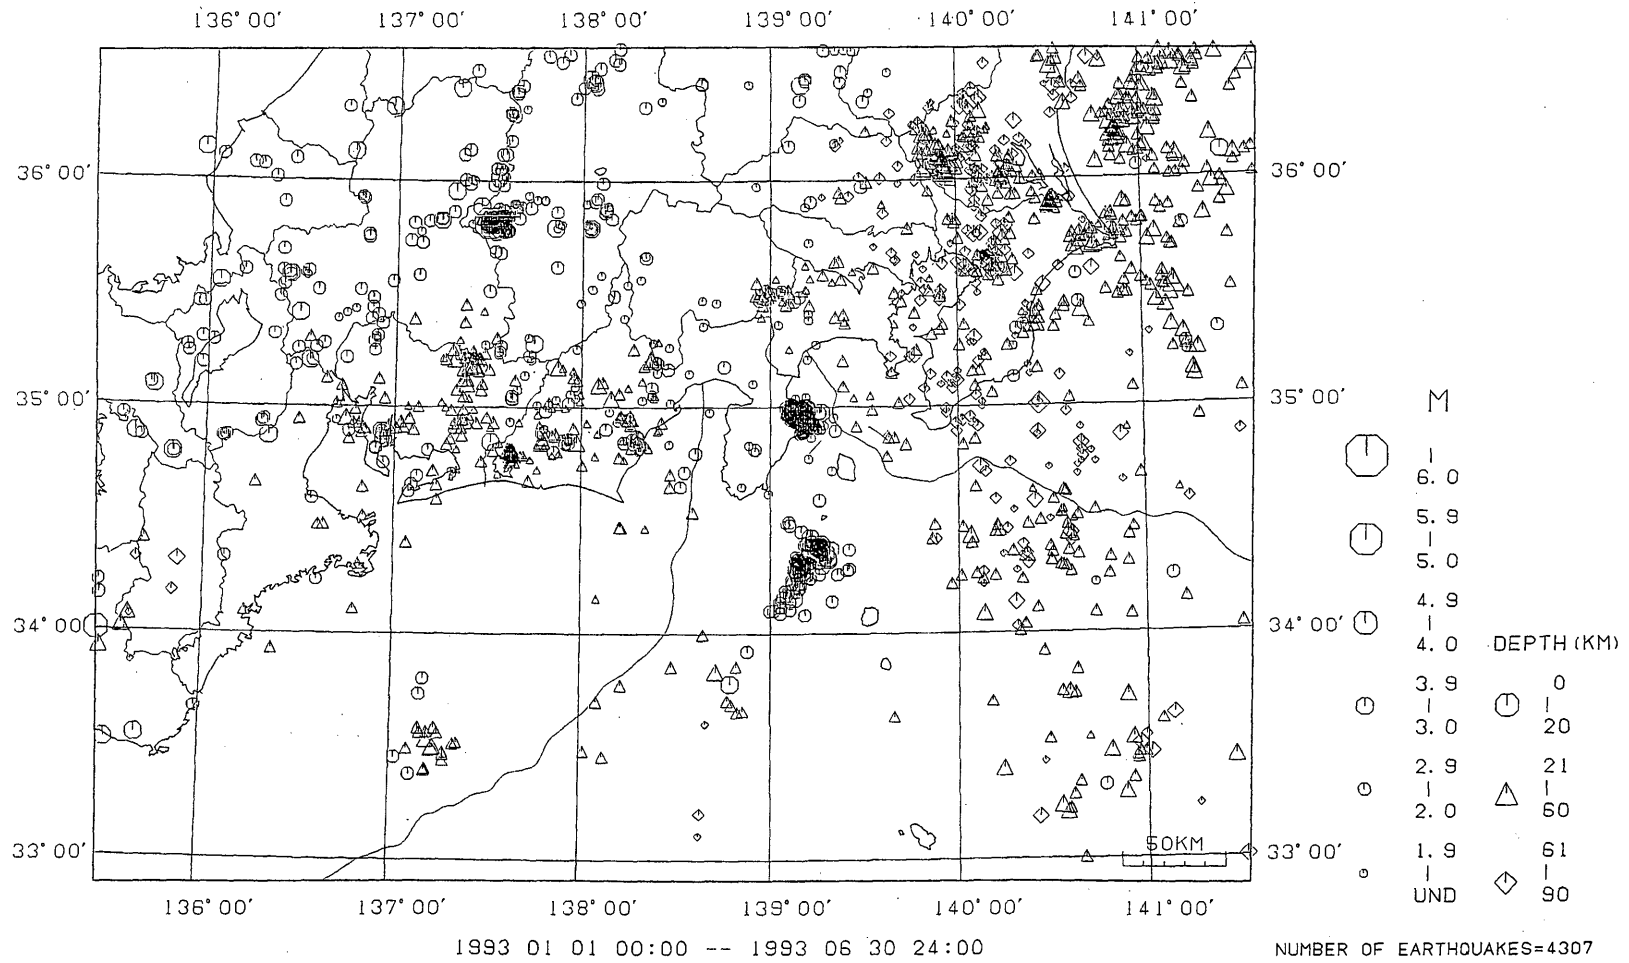 136°00′ 137°00′ 138°00′ 139°00′ 140°00′ 141°00′
36°00′ 36°00′
35°00′ 35°00′
M
I
6.0
5.9
I
5.0
4.9
I
4.0
34°00′ 34°00′
DEPTH (KM)
3.9 0
I I
3.0 20
2.9 21
I I
2.0 60
33°00′ 50KM 33°00′
1.9 61
I I
UND 90
136°00′ 137°00′ 138°00′ 139°00′ 140°00′ 141°00′
1993 01 01 00:00 -- 1993 06 30 24:00
NUMBER OF EARTHQUAKES=4307